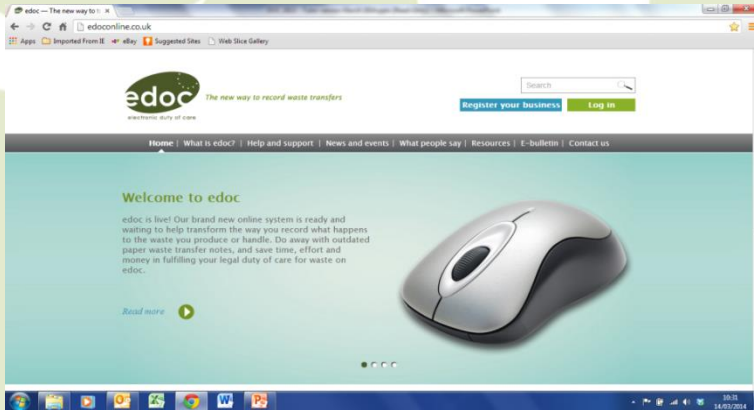 edoc — The new way to t
edoconline.co.uk
Apps Imported From IE eBay Suggested Sites Web Slice Gallery
edoc
electronic duty of care
The new way to record waste transfers
Search
Register your business Log in
Home | What is edoc? | Help and support | News and events | What people say | Resources | E-bulletin | Contact us
Welcome to edoc
edoc is live! Our brand new online system is ready and
waiting to help transform the way you record what happens
to the waste you produce or handle. Do away with outdated
paper waste transfer notes, and save time, effort and
money in fulfilling your legal duty of care for waste on
edoc.
Read more
10:31
14/03/2014